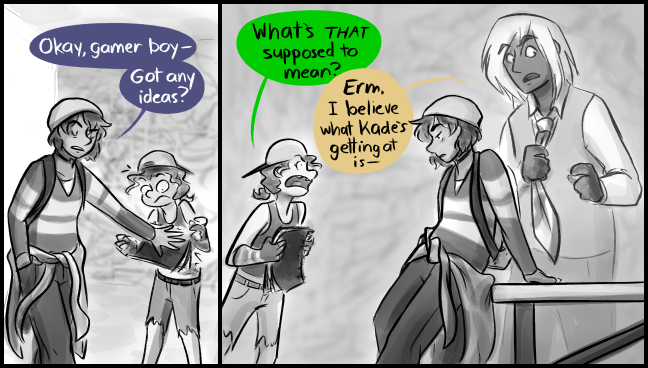 Okay, gamer boy—
Got any
ideas?
What's THAT
supposed to
mean?
Erm,
I believe
what Kade's
getting at
is—